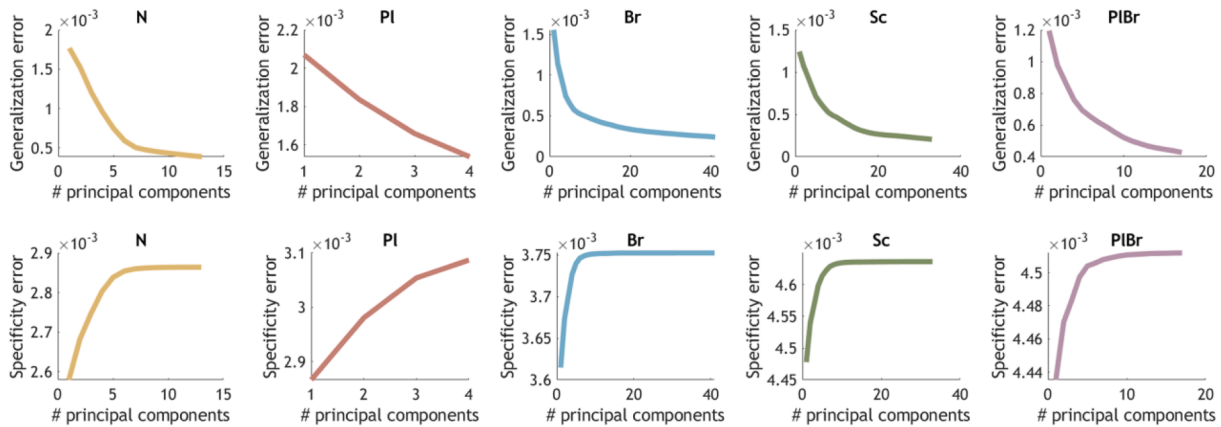 N
×10⁻³
Generalization error
2
1.5
1
0.5
0 5 10 15
# principal components
Pl
×10⁻³
Generalization error
2.2
2
1.8
1.6
1 2 3 4
# principal components
Br
×10⁻³
Generalization error
1.5
1
0.5
0
0 20 40
# principal components
Sc
×10⁻³
Generalization error
1.5
1
0.5
0
0 20 40
# principal components
PlBr
×10⁻³
Generalization error
1.2
1
0.8
0.6
0.4
0 10 20
# principal components
N
×10⁻³
Specificity error
2.9
2.8
2.7
2.6
0 5 10 15
# principal components
Pl
×10⁻³
Specificity error
3.1
3
2.9
1 2 3 4
# principal components
Br
×10⁻³
Specificity error
3.75
3.7
3.65
3.6
0 20 40
# principal components
Sc
×10⁻³
Specificity error
4.6
4.55
4.5
4.45
0 20 40
# principal components
PlBr
×10⁻³
Specificity error
4.5
4.48
4.46
4.44
0 10 20
# principal components